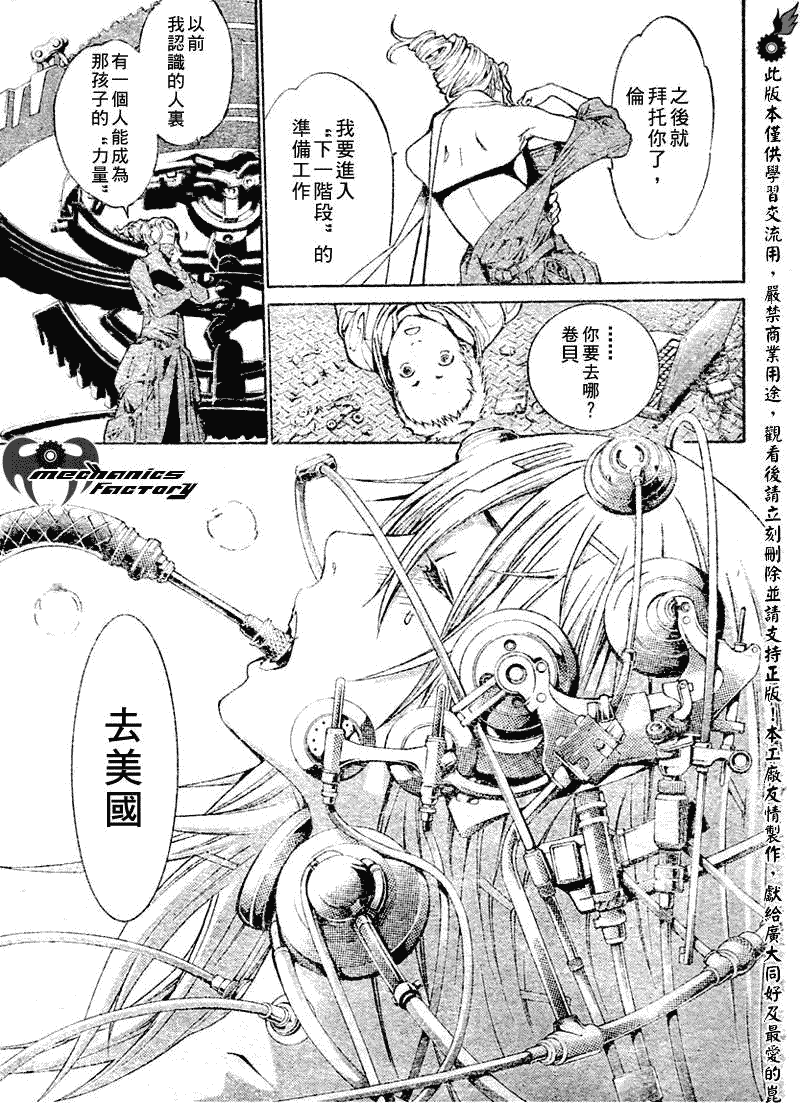 之後就
拜托你了，
倫
我要進入
“下一階段”的
準備工作
以前
我認識的人裏
有一個人能成為
那孩子的“力量”
……
你要去哪？
卷貝
mechanics
Factory
去美國
此版本僅供學習交流用，嚴禁商業用途，觀看後請立刻刪除並請支持正版！本工廠友情製作，獻給廣大同好及最愛的崑